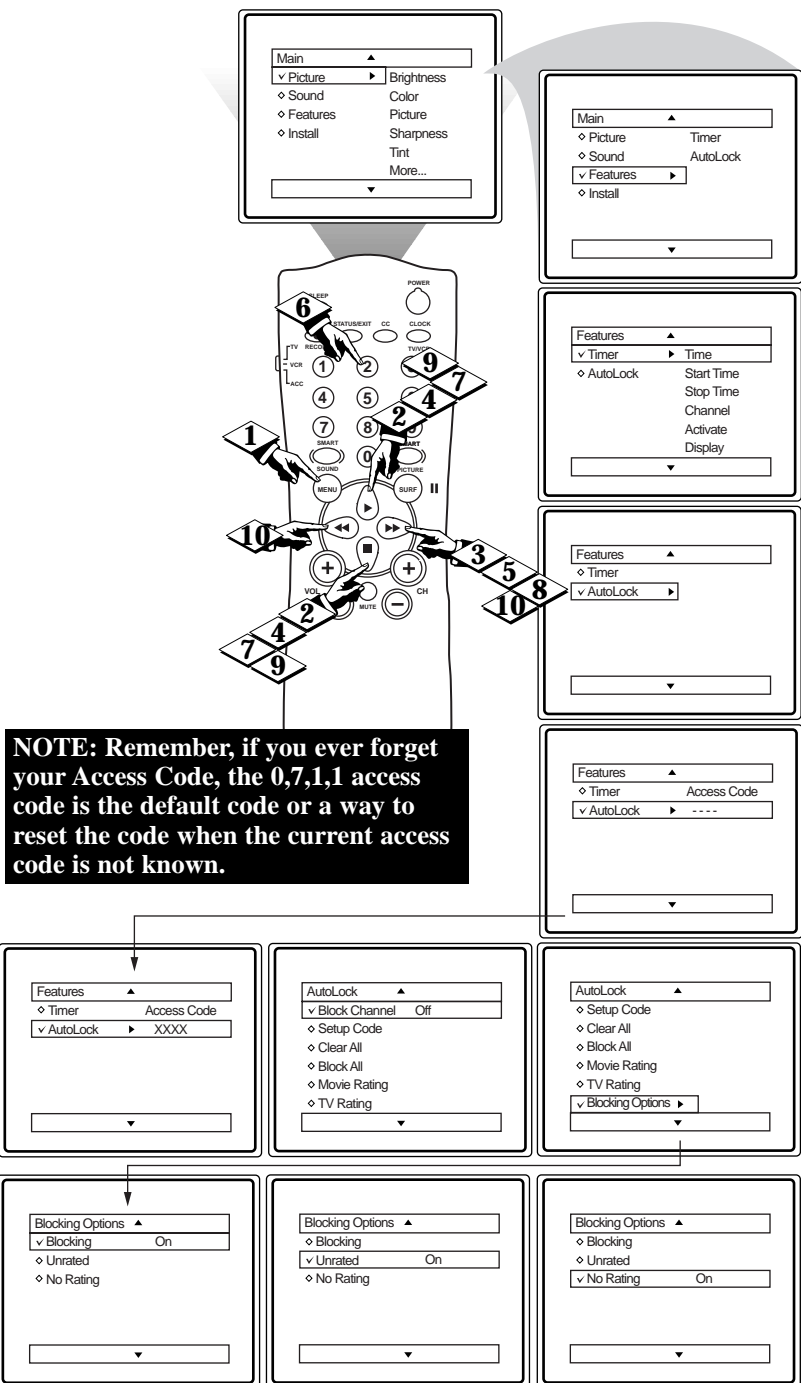 Main
Picture Brightness
Sound Color
Features Picture
Install Sharpness
Tint
More...
Main
Picture Timer
Sound AutoLock
Features
Install
Features
Timer Time
AutoLock Start Time
Stop Time
Channel
Activate
Display
Features
Timer
AutoLock
Features
Timer Access Code
AutoLock - - - -
POWER
STATUS/EXIT CC CLOCK
TV
VCR
ACC
TV/VCR
1 2
4 5
7 8
0
SMART
SOUND PICTURE
MENU SURF
VOL MUTE CH
6
9
7
4
2
1
10
3
5
8
10
2
4
7
9
NOTE: Remember, if you ever forget
your Access Code, the 0,7,1,1 access
code is the default code or a way to
reset the code when the current access
code is not known.
Features
Timer Access Code
AutoLock XXXX
AutoLock
Block Channel Off
Setup Code
Clear All
Block All
Movie Rating
TV Rating
AutoLock
Setup Code
Clear All
Block All
Movie Rating
TV Rating
Blocking Options
Blocking Options
Blocking On
Unrated
No Rating
Blocking Options
Blocking
Unrated On
No Rating
Blocking Options
Blocking
Unrated
No Rating On